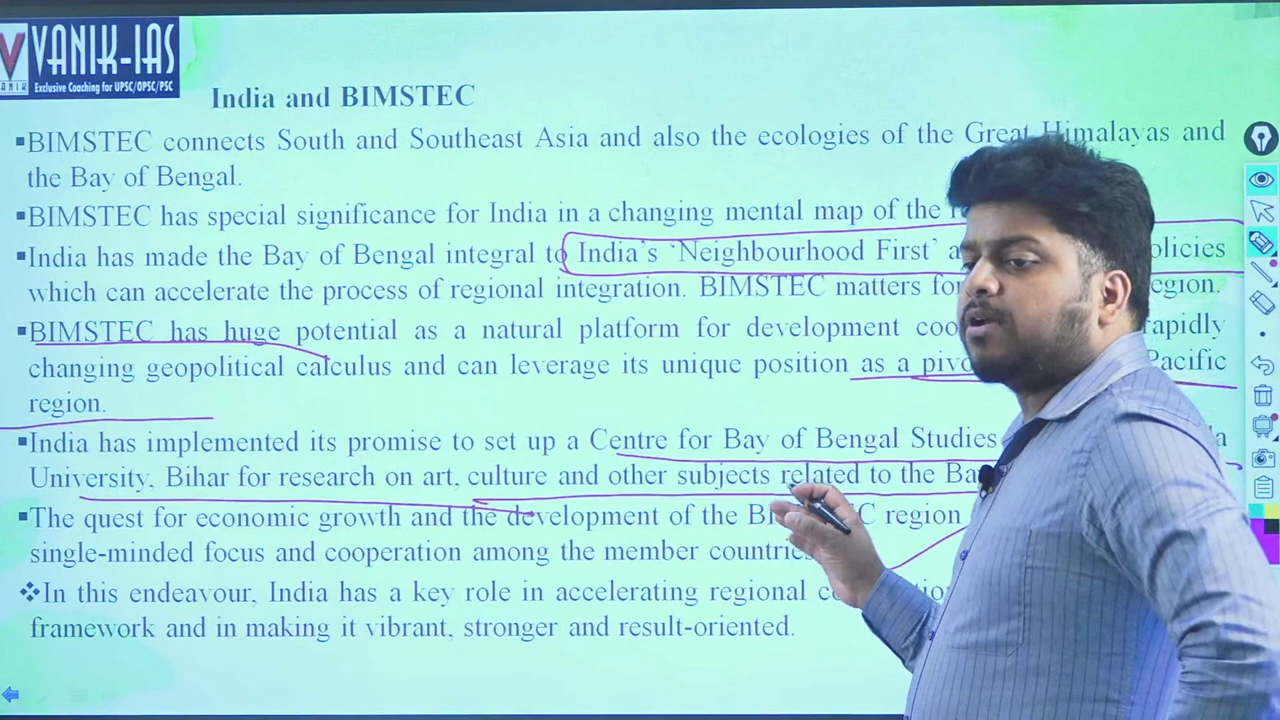 VANIK-IAS
Exclusive Coaching for UPSC/OPSC/PSC
VANIK
India and BIMSTEC
▪BIMSTEC connects South and Southeast Asia and also the ecologies of the Great Himalayas and
the Bay of Bengal.
▪BIMSTEC has special significance for India in a changing mental map of the
▪India has made the Bay of Bengal integral to India's 'Neighbourhood First' policies
which can accelerate the process of regional integration. BIMSTEC matters for region.
▪BIMSTEC has huge potential as a natural platform for development rapidly
changing geopolitical calculus and can leverage its unique position as a Pacific
region.
▪India has implemented its promise to set up a Centre for Bay of Bengal Studies
University, Bihar for research on art, culture and other subjects related to the
▪The quest for economic growth and the development of the region
single-minded focus and cooperation among the member
❖In this endeavour, India has a key role in accelerating regional
framework and in making it vibrant, stronger and result-oriented.